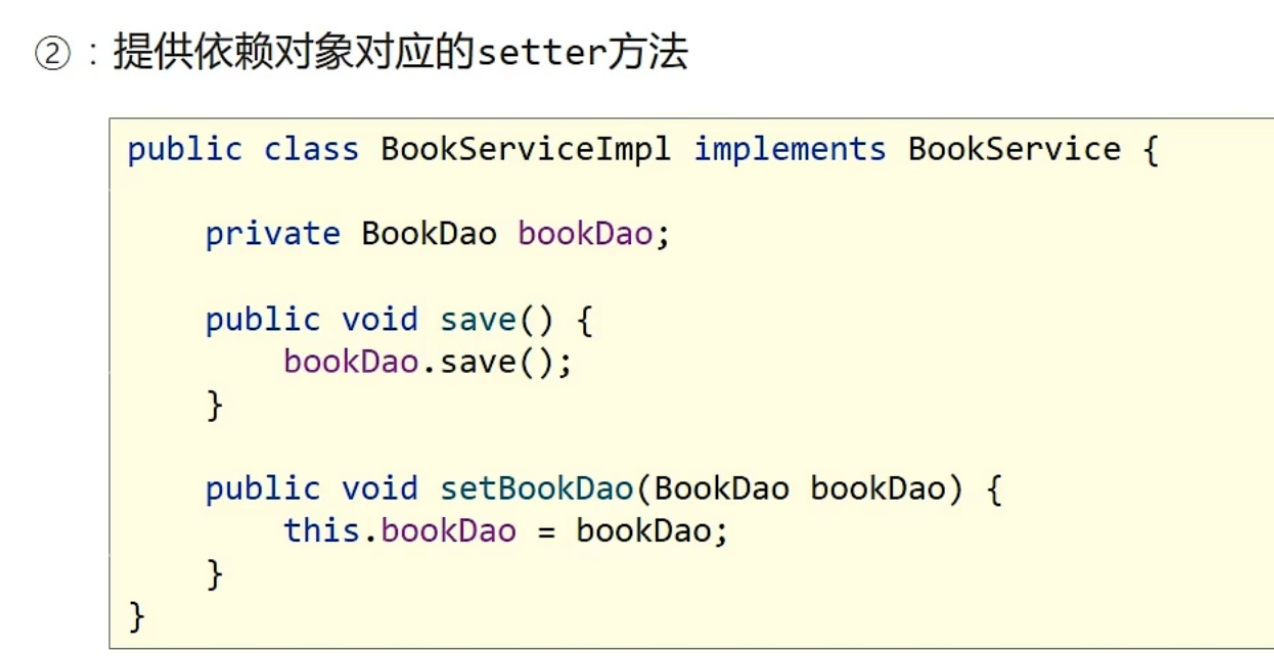 ②：提供依赖对象对应的setter方法
public class BookServiceImpl implements BookService {
private BookDao bookDao;
public void save() {
bookDao.save();
}
public void setBookDao(BookDao bookDao) {
this.bookDao = bookDao;
}
}